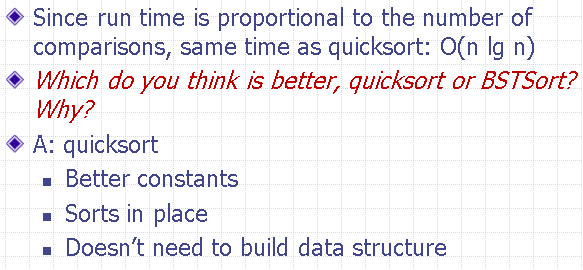 Since run time is proportional to the number of
comparisons, same time as quicksort: O(n lg n)
Which do you think is better, quicksort or BSTSort?
Why?
A: quicksort
Better constants
Sorts in place
Doesn't need to build data structure